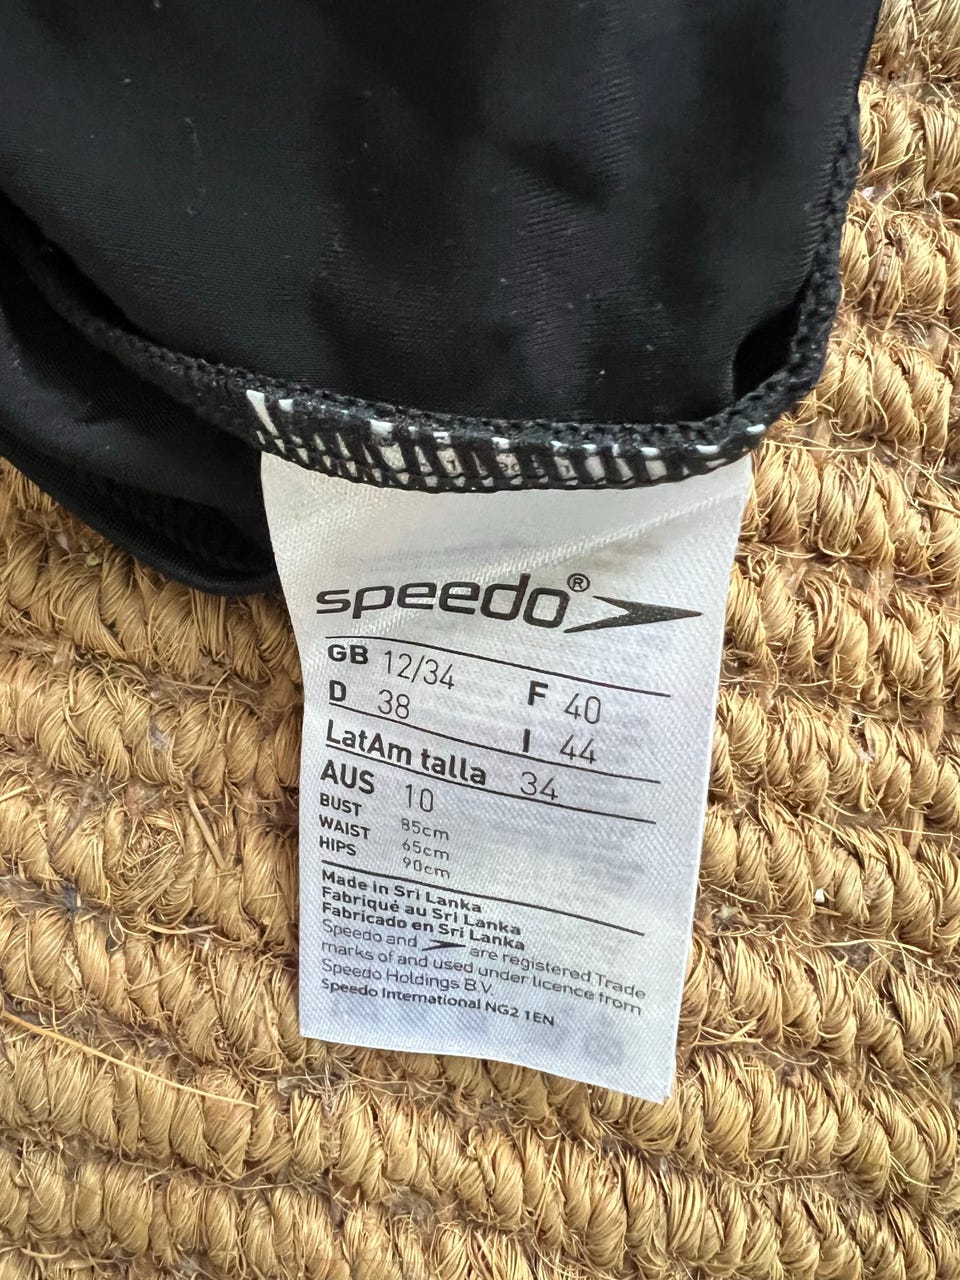 speedo®
GB 12/34 F 40
D 38 I 44
LatAm talla 34
AUS 10
BUST 85cm
WAIST 65cm
HIPS 90cm
Made in Sri Lanka
Fabriqué au Sri Lanka
Fabricado en Sri Lanka
Speedo and are registered Trade
marks of and used under licence from
Speedo Holdings B.V.
Speedo International NG2 1EN